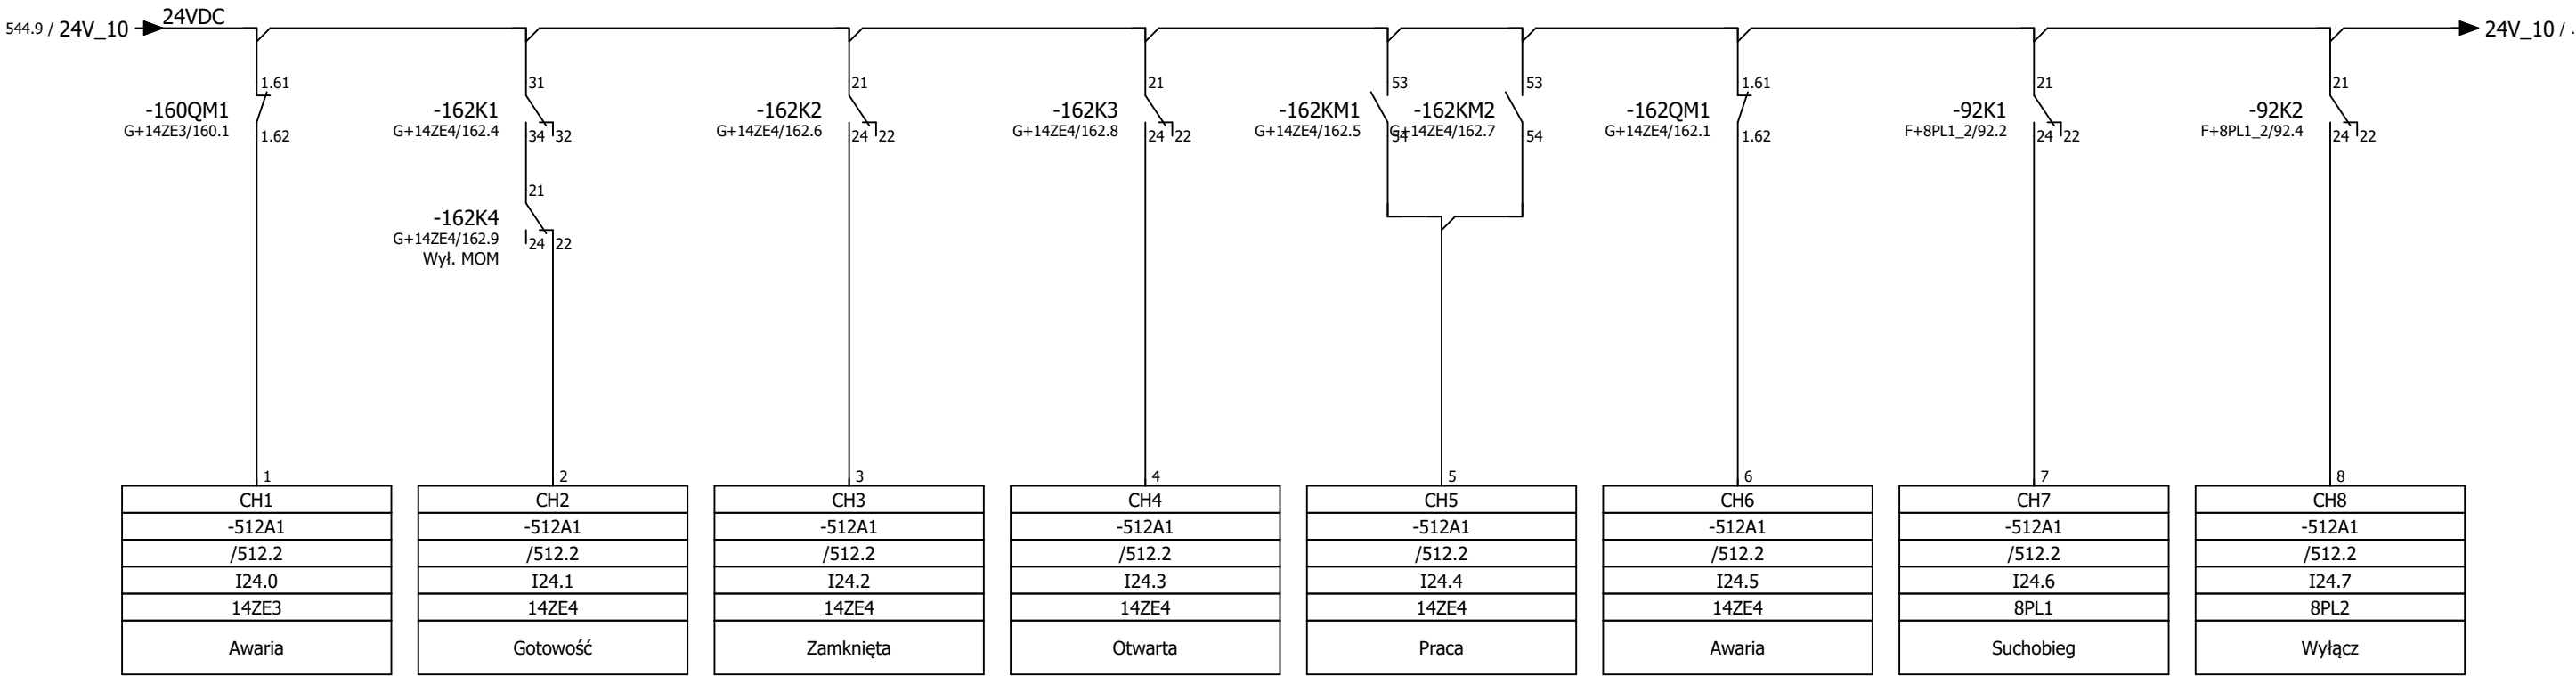 24VDC
544.9 / 24V_10
24V_10 / .
1.61
-160QM1
G+14ZE3/160.1
1.62
31
-162K1
G+14ZE4/162.4
34 32
21
-162K4
G+14ZE4/162.9
24 22
Wył. MOM
21
-162K2
G+14ZE4/162.6
24 22
21
-162K3
G+14ZE4/162.8
24 22
53
-162KM1
G+14ZE4/162.5
54
53
-162KM2
G+14ZE4/162.7
54
1.61
-162QM1
G+14ZE4/162.1
1.62
21
-92K1
F+8PL1_2/92.2
24 22
21
-92K2
F+8PL1_2/92.4
24 22
1
CH1
-512A1
/512.2
I24.0
14ZE3
Awaria
2
CH2
-512A1
/512.2
I24.1
14ZE4
Gotowość
3
CH3
-512A1
/512.2
I24.2
14ZE4
Zamknięta
4
CH4
-512A1
/512.2
I24.3
14ZE4
Otwarta
5
CH5
-512A1
/512.2
I24.4
14ZE4
Praca
6
CH6
-512A1
/512.2
I24.5
14ZE4
Awaria
7
CH7
-512A1
/512.2
I24.6
8PL1
Suchobieg
8
CH8
-512A1
/512.2
I24.7
8PL2
Wyłącz